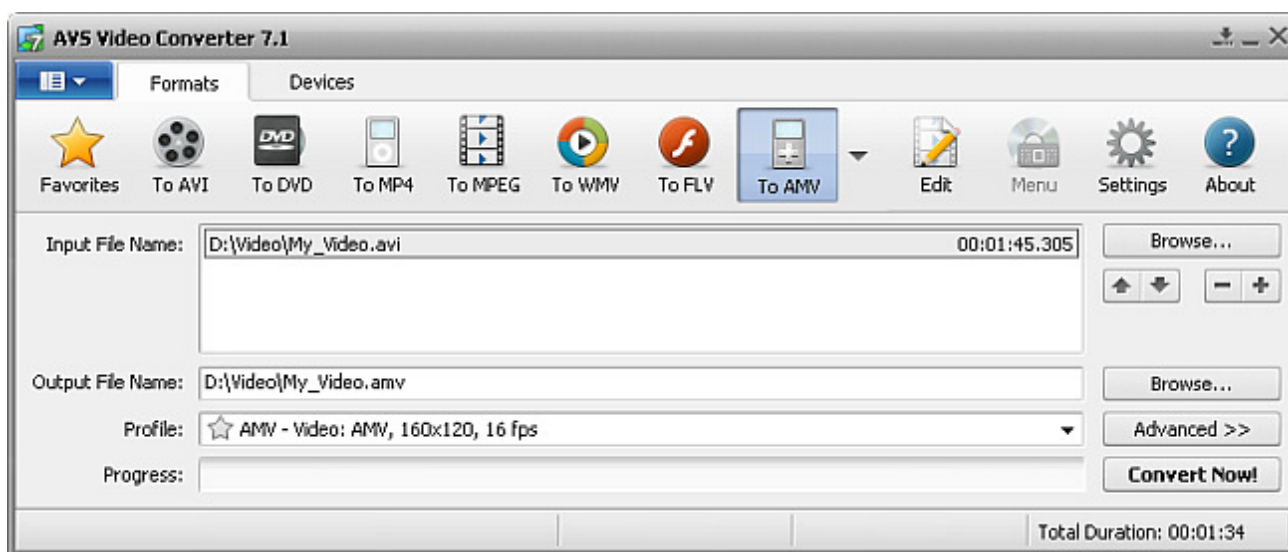 AVS Video Converter 7.1
Formats Devices
Favorites To AVI To DVD To MP4 To MPEG To WMV To FLV To AMV Edit Menu Settings About
Input File Name: D:\Video\My_Video.avi 00:01:45.305 Browse...
Output File Name: D:\Video\My_Video.amv Browse...
Profile: AMV - Video: AMV, 160x120, 16 fps Advanced >>
Progress: Convert Now!
Total Duration: 00:01:34